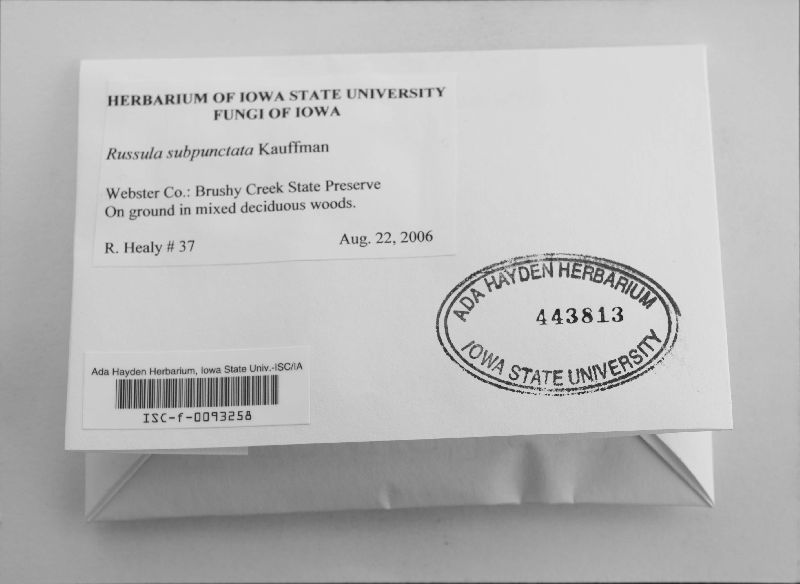 HERBARIUM OF IOWA STATE UNIVERSITY
FUNGI OF IOWA
Russula subpunctata Kauffman
Webster Co.: Brushy Creek State Preserve
On ground in mixed deciduous woods.
R. Healy # 37 Aug. 22, 2006
ADA HAYDEN HERBARIUM
443813
IOWA STATE UNIVERSITY
Ada Hayden Herbarium, Iowa State Univ.-ISC/IA
ISC-f-0093258